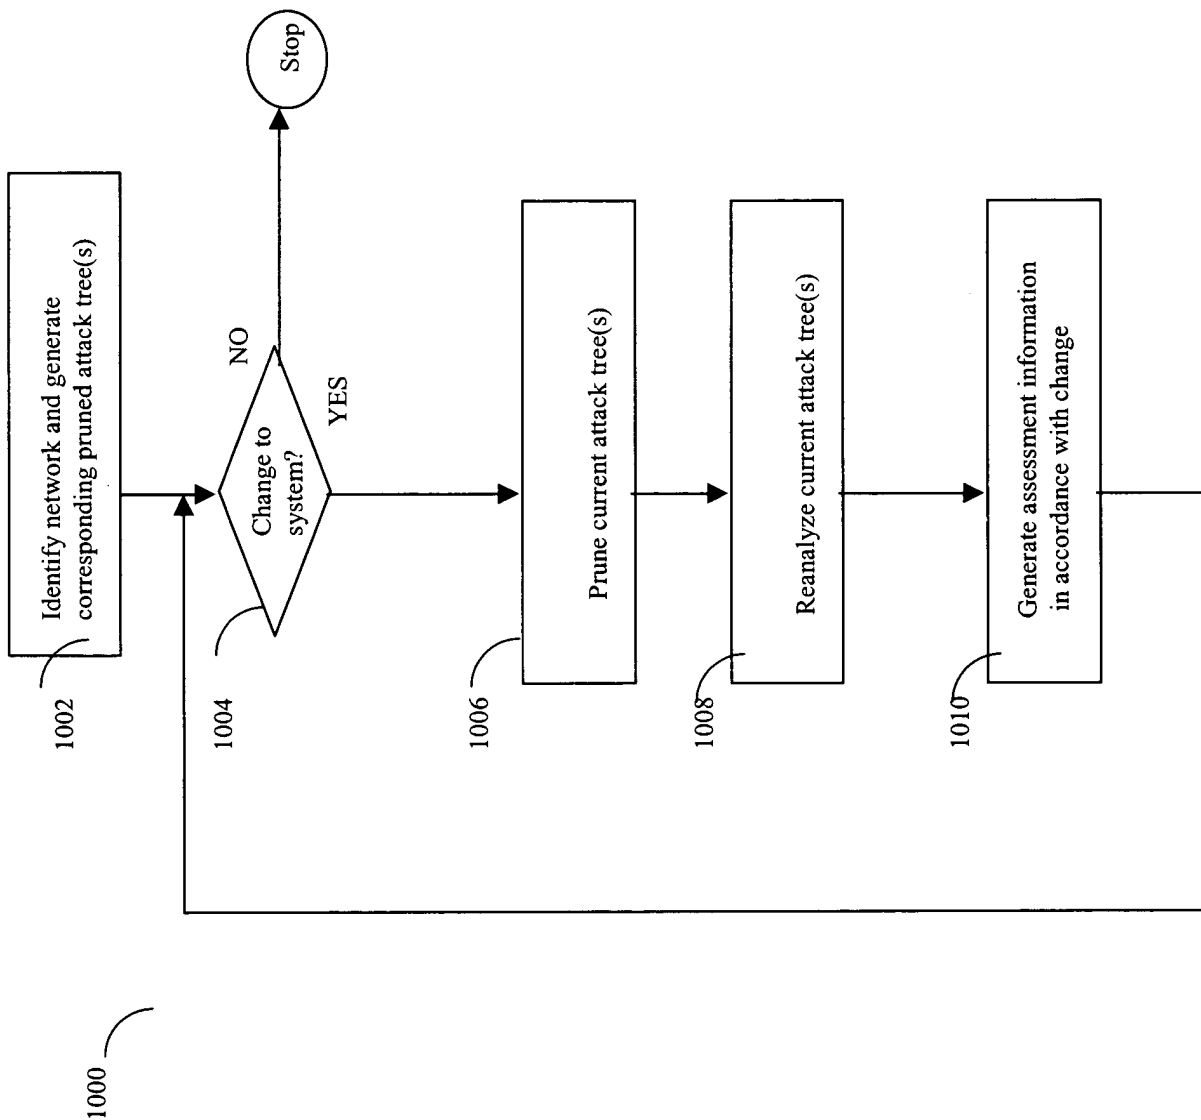 1000
1002
Identify network and generate
corresponding pruned attack tree(s)
1004
Change to
system?
NO
Stop
YES
1006
Prune current attack tree(s)
1008
Reanalyze current attack tree(s)
1010
Generate assessment information
in accordance with change